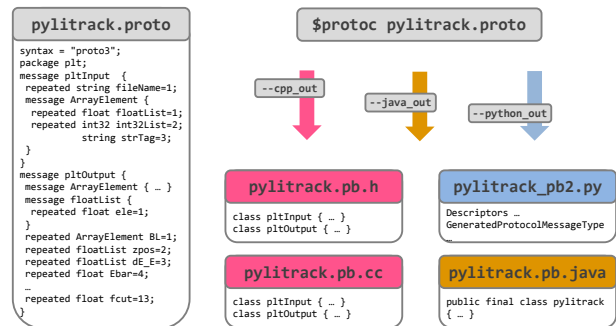 pylitrack.proto
syntax = "proto3";
package plt;
message pltInput {
repeated string fileName=1;
message ArrayElement {
repeated float floatList=1;
repeated int32 int32List=2;
string strTag=3;
}
}
message pltOutput {
message ArrayElement { … }
message floatList {
repeated float ele=1;
}
repeated ArrayElement BL=1;
repeated floatList zpos=2;
repeated floatList dE_E=3;
repeated float Ebar=4;
…
repeated float fcut=13;
}
$protoc pylitrack.proto
--cpp_out
--java_out
--python_out
pylitrack.pb.h
class pltInput { … }
class pltOutput { … }
pylitrack_pb2.py
Descriptors …
GeneratedProtocolMessageType
…
pylitrack.pb.cc
class pltInput { … }
class pltOutput { … }
pylitrack.pb.java
public final class pylitrack
{ … }